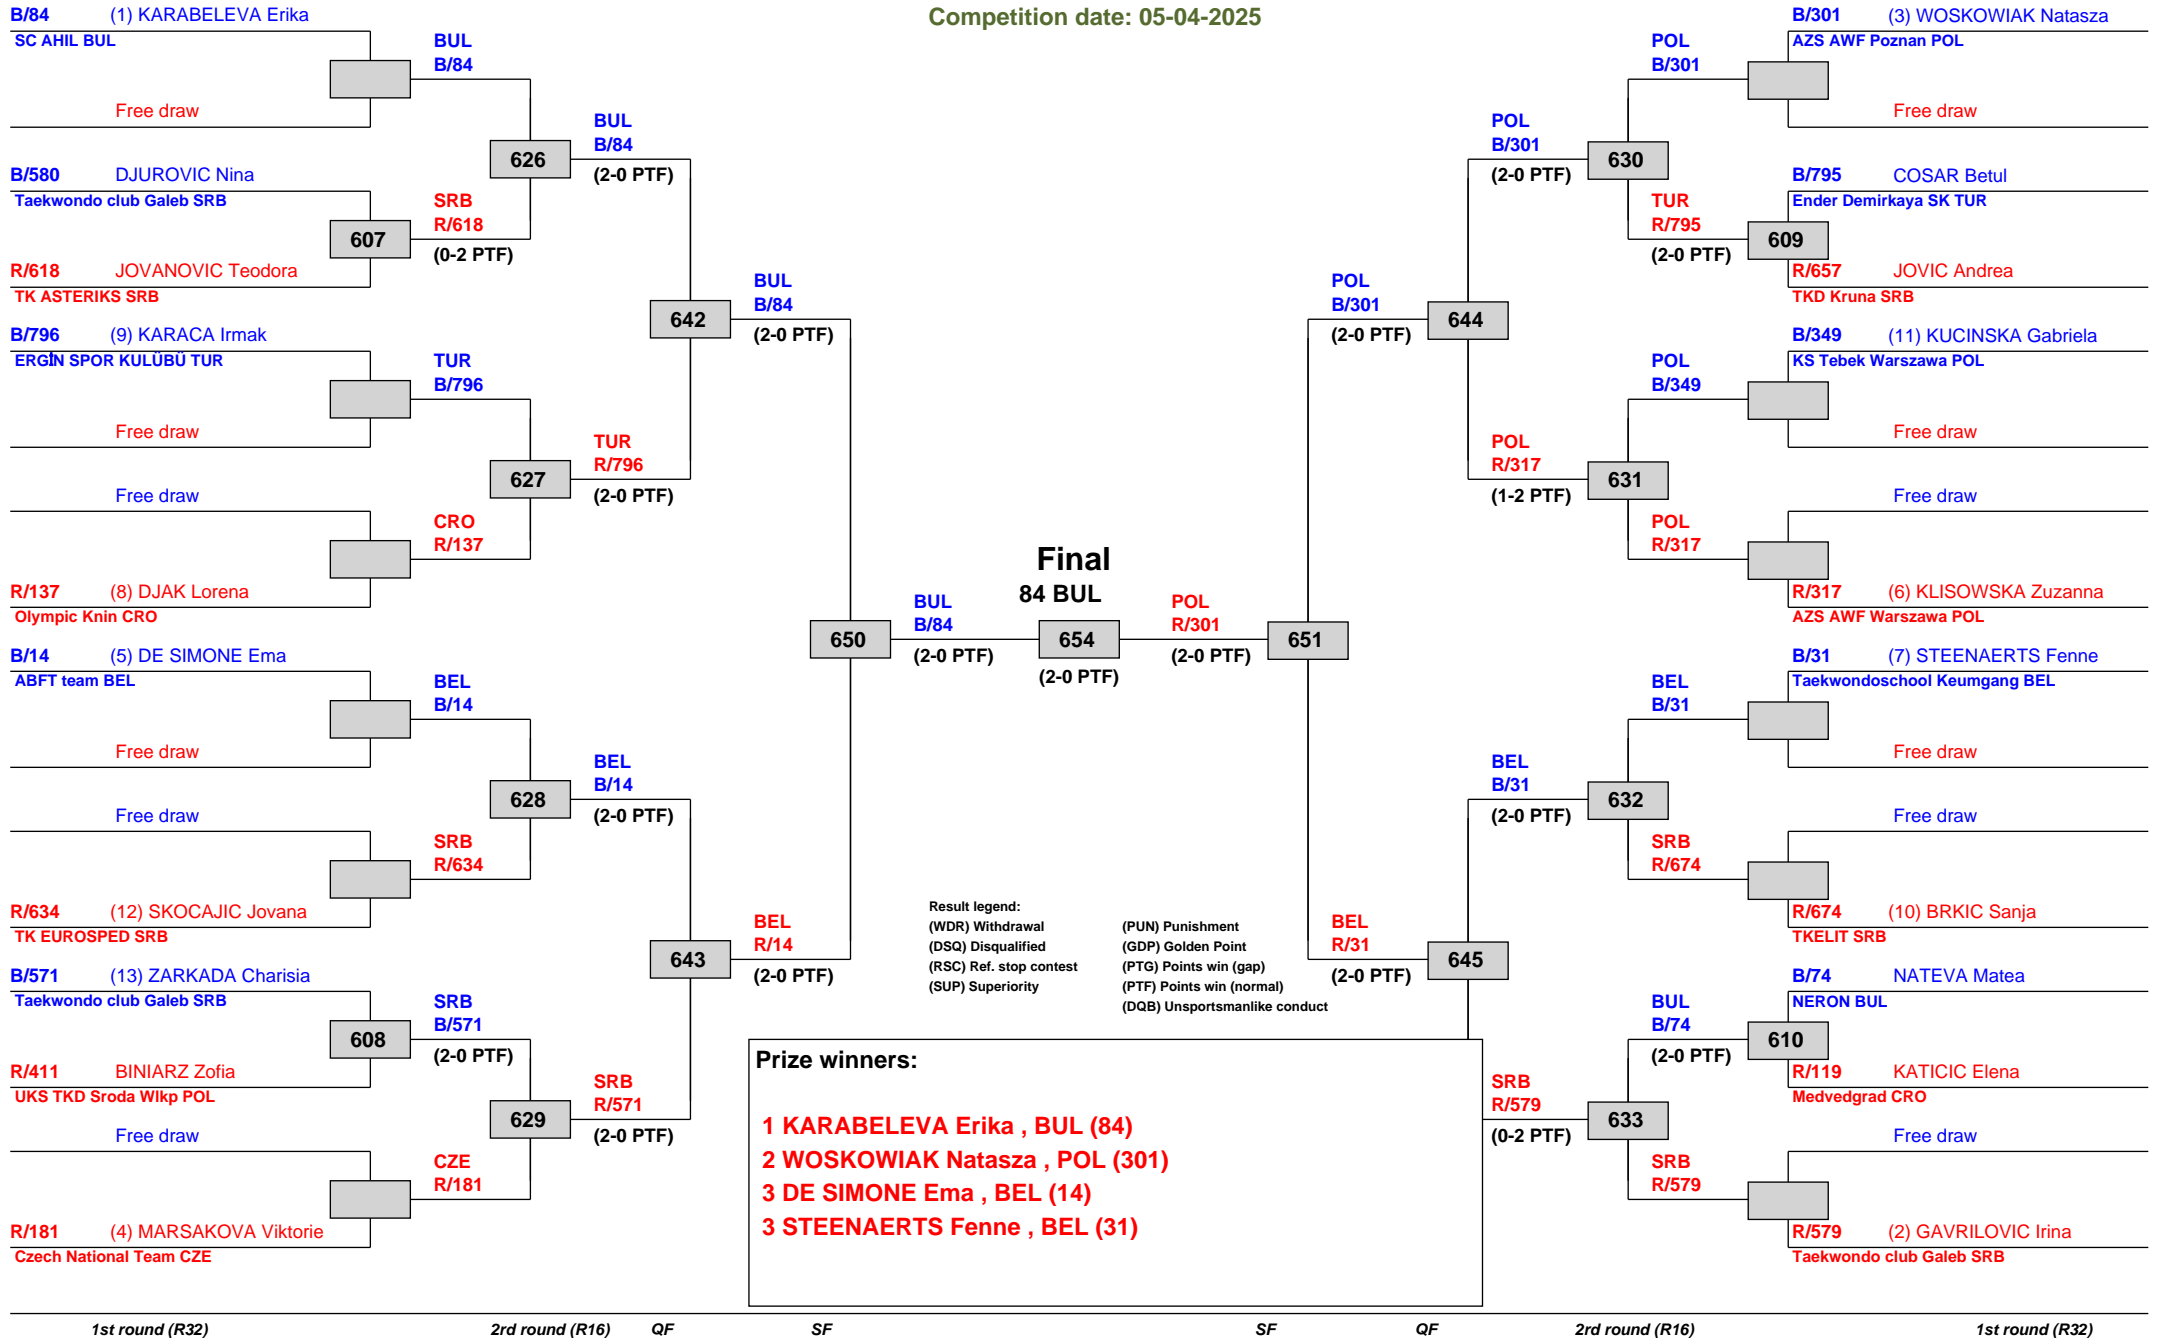 Competition date: 05-04-2025
B/84 (1) KARABELEVA Erika
SC AHIL BUL
Free draw
B/580 DJUROVIC Nina
Taekwondo club Galeb SRB
607
R/618 JOVANOVIC Teodora
TK ASTERIKS SRB
B/796 (9) KARACA Irmak
ERGİN SPOR KULÜBÜ TUR
Free draw
Free draw
R/137 (8) DJAK Lorena
Olympic Knin CRO
B/14 (5) DE SIMONE Ema
ABFT team BEL
Free draw
Free draw
R/634 (12) SKOCAJIC Jovana
TK EUROSPED SRB
B/571 (13) ZARKADA Charisia
Taekwondo club Galeb SRB
608
R/411 BINIARZ Zofia
UKS TKD Sroda Wlkp POL
Free draw
R/181 (4) MARSAKOVA Viktorie
Czech National Team CZE
BUL
B/84
626
SRB
R/618
(0-2 PTF)
TUR
B/796
627
CRO
R/137
BEL
B/14
628
SRB
R/634
SRB
B/571
(2-0 PTF)
629
CZE
R/181
BUL
B/84
(2-0 PTF)
642
TUR
R/796
(2-0 PTF)
BEL
B/14
(2-0 PTF)
643
SRB
R/571
(2-0 PTF)
BUL
B/84
(2-0 PTF)
650
BEL
R/14
(2-0 PTF)
BUL
B/84
(2-0 PTF)
Final
84 BUL
654
(2-0 PTF)
POL
R/301
(2-0 PTF)
651
POL
B/301
(2-0 PTF)
644
BEL
R/31
(2-0 PTF)
645
POL
B/301
(2-0 PTF)
630
POL
R/317
(1-2 PTF)
631
BEL
B/31
(2-0 PTF)
632
SRB
R/579
(0-2 PTF)
633
POL
B/301
TUR
R/795
(2-0 PTF)
609
POL
B/349
POL
R/317
BEL
B/31
SRB
R/674
BUL
B/74
(2-0 PTF)
610
SRB
R/579
B/301 (3) WOSKOWIAK Natasza
AZS AWF Poznan POL
Free draw
B/795 COSAR Betul
Ender Demirkaya SK TUR
R/657 JOVIC Andrea
TKD Kruna SRB
B/349 (11) KUCINSKA Gabriela
KS Tebek Warszawa POL
Free draw
Free draw
R/317 (6) KLISOWSKA Zuzanna
AZS AWF Warszawa POL
B/31 (7) STEENAERTS Fenne
Taekwondoschool Keumgang BEL
Free draw
Free draw
R/674 (10) BRKIC Sanja
TKELIT SRB
B/74 NATEVA Matea
NERON BUL
R/119 KATICIC Elena
Medvedgrad CRO
Free draw
R/579 (2) GAVRILOVIC Irina
Taekwondo club Galeb SRB
Result legend:
(WDR) Withdrawal (PUN) Punishment
(DSQ) Disqualified (GDP) Golden Point
(RSC) Ref. stop contest (PTG) Points win (gap)
(SUP) Superiority (PTF) Points win (normal)
(DQB) Unsportsmanlike conduct
Prize winners:
1 KARABELEVA Erika , BUL (84)
2 WOSKOWIAK Natasza , POL (301)
3 DE SIMONE Ema , BEL (14)
3 STEENAERTS Fenne , BEL (31)
1st round (R32) 2rd round (R16) QF SF SF QF 2rd round (R16) 1st round (R32)